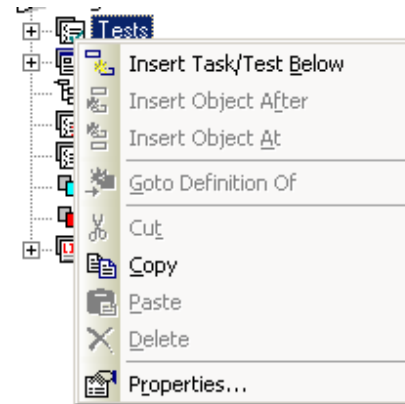 Tests
Insert Task/Test Below
Insert Object After
Insert Object At
Goto Definition Of
Cut
Copy
Paste
Delete
Properties...